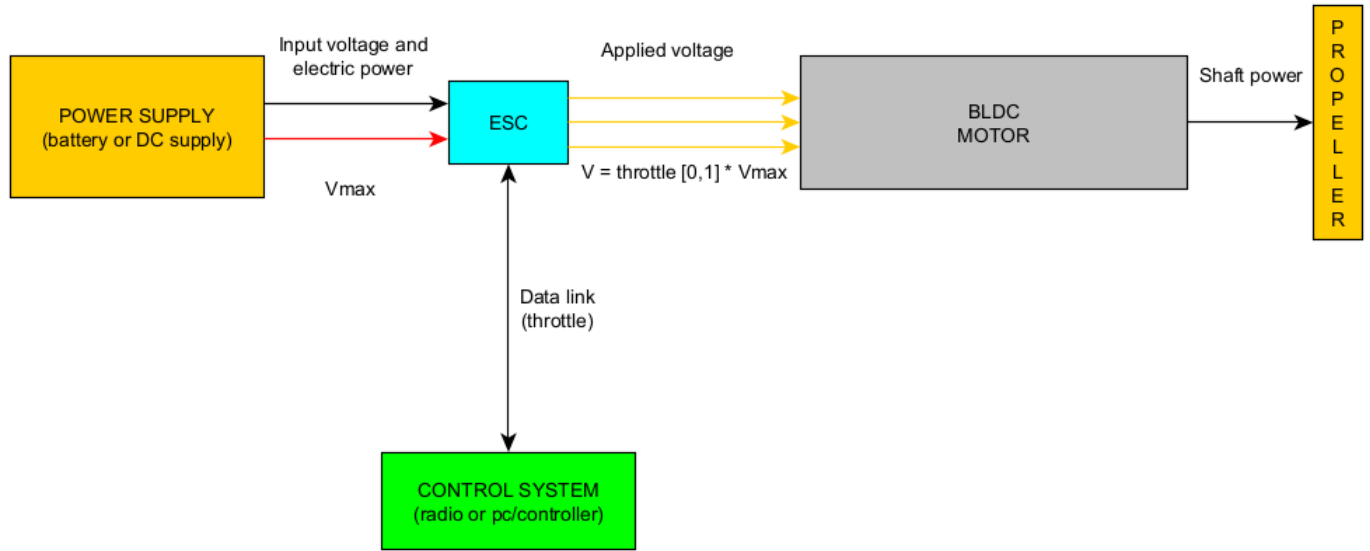 Input voltage and
electric power
POWER SUPPLY
(battery or DC supply)
Vmax
ESC
Applied voltage
V = throttle [0,1] * Vmax
BLDC
MOTOR
Shaft power
P
R
O
P
E
L
L
E
R
Data link
(throttle)
CONTROL SYSTEM
(radio or pc/controller)